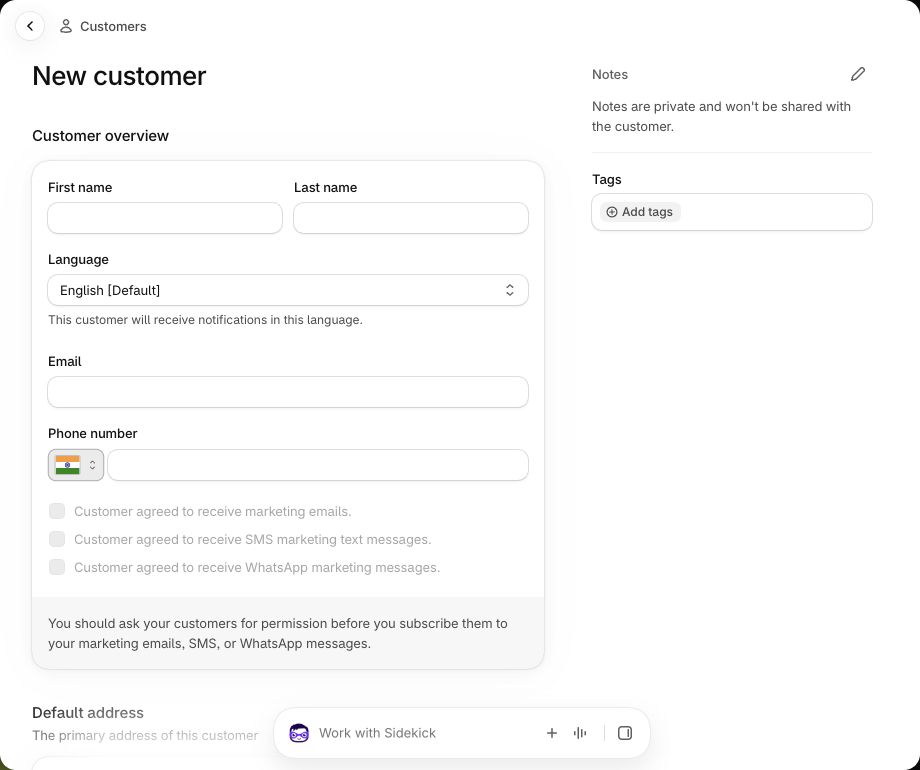 Customers
New customer
Customer overview
First name
Last name
Language
English [Default]
This customer will receive notifications in this language.
Email
Phone number
Customer agreed to receive marketing emails.
Customer agreed to receive SMS marketing text messages.
Customer agreed to receive WhatsApp marketing messages.
You should ask your customers for permission before you subscribe them to
your marketing emails, SMS, or WhatsApp messages.
Default address
The primary address of this customer
Notes
Notes are private and won't be shared with
the customer.
Tags
Add tags
Work with Sidekick